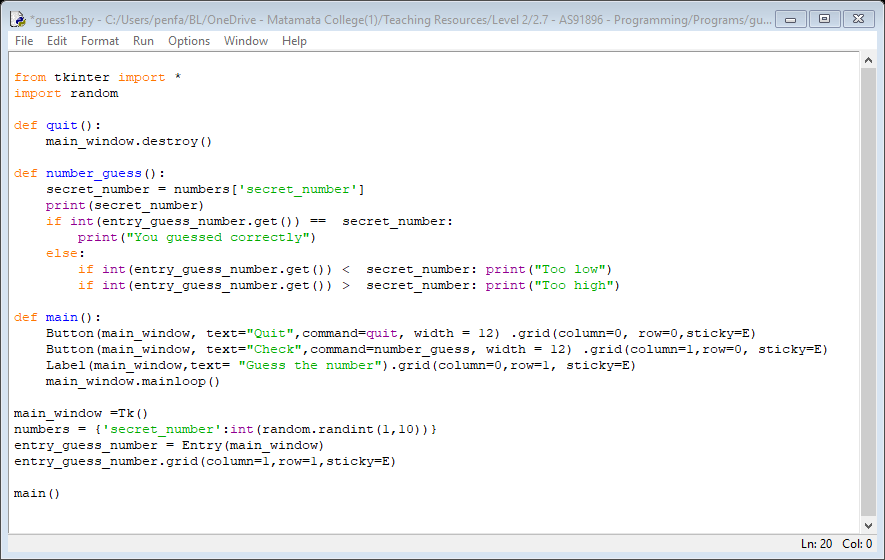 *guess1b.py - C:/Users/penfa/BL/OneDrive - Matamata College(1)/Teaching Resources/Level 2/2.7 - AS91896 - Programming/Programs/gu...
File Edit Format Run Options Window Help
from tkinter import *
import random
def quit():
    main_window.destroy()
def number_guess():
    secret_number = numbers['secret_number']
    print(secret_number)
    if int(entry_guess_number.get()) ==  secret_number:
        print("You guessed correctly")
    else:
        if int(entry_guess_number.get()) <  secret_number: print("Too low")
        if int(entry_guess_number.get()) >  secret_number: print("Too high")
def main():
    Button(main_window, text="Quit",command=quit, width = 12) .grid(column=0, row=0,sticky=E)
    Button(main_window, text="Check",command=number_guess, width = 12) .grid(column=1,row=0, sticky=E)
    Label(main_window,text= "Guess the number").grid(column=0,row=1, sticky=E)
    main_window.mainloop()
main_window =Tk()
numbers = {'secret_number':int(random.randint(1,10))}
entry_guess_number = Entry(main_window)
entry_guess_number.grid(column=1,row=1,sticky=E)
main()
Ln: 20 Col: 0